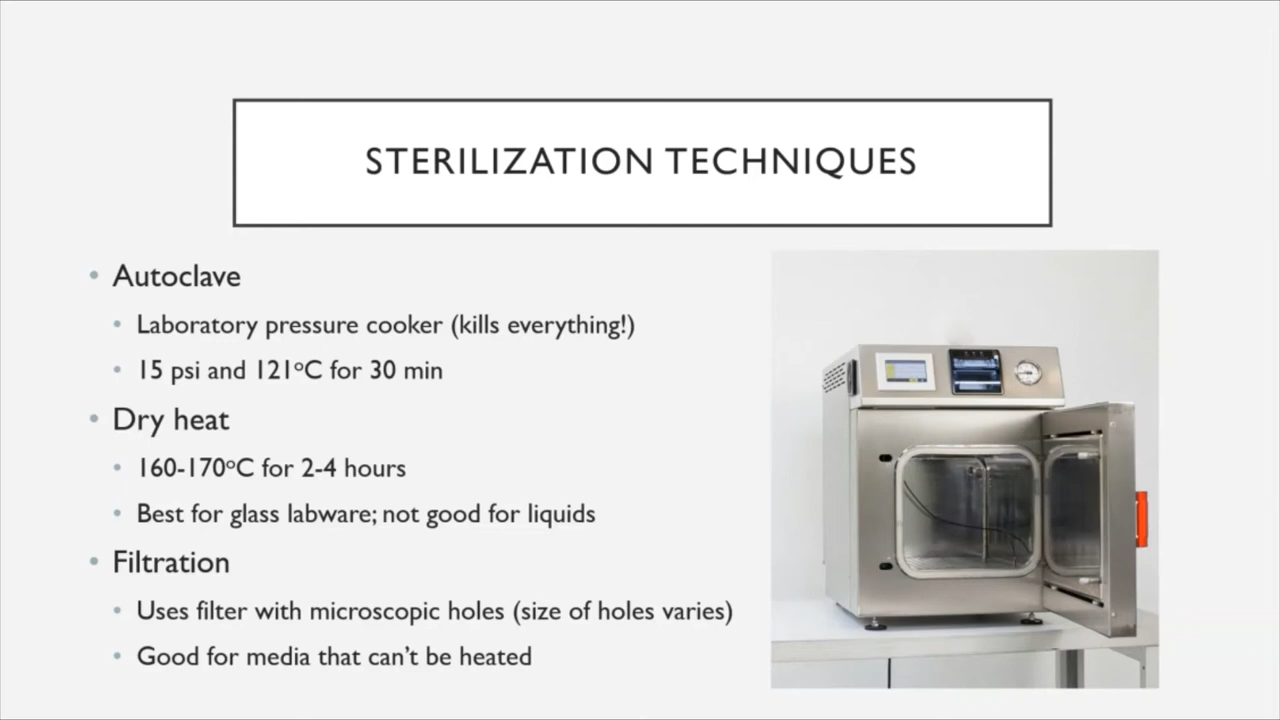 STERILIZATION TECHNIQUES
• Autoclave
• Laboratory pressure cooker (kills everything!)
• 15 psi and 121ᵒC for 30 min
• Dry heat
• 160-170ᵒC for 2-4 hours
• Best for glass labware; not good for liquids
• Filtration
• Uses filter with microscopic holes (size of holes varies)
• Good for media that can’t be heated